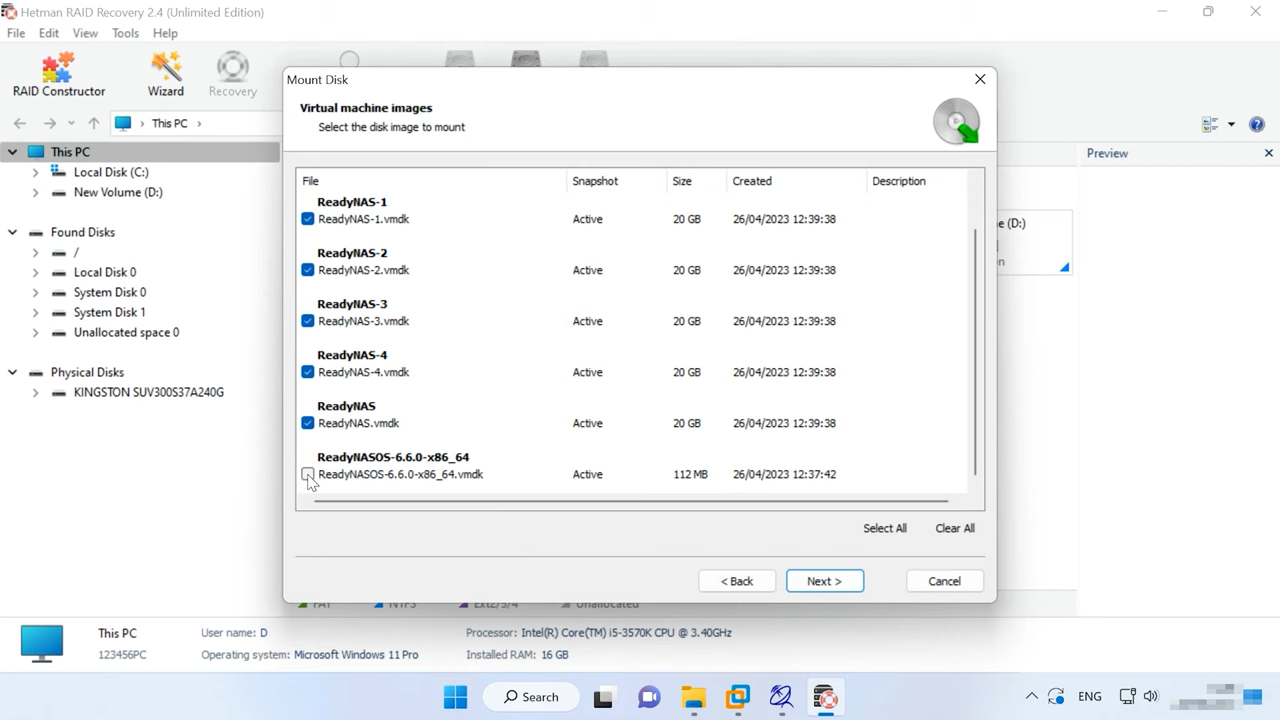 Hetman RAID Recovery 2.4 (Unlimited Edition)
File Edit View Tools Help
RAID Constructor Wizard Recovery
This PC
This PC
Local Disk (C:)
New Volume (D:)
Found Disks
/
Local Disk 0
System Disk 0
System Disk 1
Unallocated space 0
Physical Disks
KINGSTON SUV300S37A240G
Mount Disk
Virtual machine images
Select the disk image to mount
File Snapshot Size Created Description
ReadyNAS-1
ReadyNAS-1.vmdk Active 20 GB 26/04/2023 12:39:38
ReadyNAS-2
ReadyNAS-2.vmdk Active 20 GB 26/04/2023 12:39:38
ReadyNAS-3
ReadyNAS-3.vmdk Active 20 GB 26/04/2023 12:39:38
ReadyNAS-4
ReadyNAS-4.vmdk Active 20 GB 26/04/2023 12:39:38
ReadyNAS
ReadyNAS.vmdk Active 20 GB 26/04/2023 12:39:38
ReadyNASOS-6.6.0-x86_64
ReadyNASOS-6.6.0-x86_64.vmdk Active 112 MB 26/04/2023 12:37:42
Select All Clear All
< Back Next > Cancel
Preview
(D:)
FAT NTFS Ext2/3/4 Unallocated
This PC User name: D Processor: Intel(R) Core(TM) i5-3570K CPU @ 3.40GHz
123456PC Operating system: Microsoft Windows 11 Pro Installed RAM: 16 GB
Search ENG